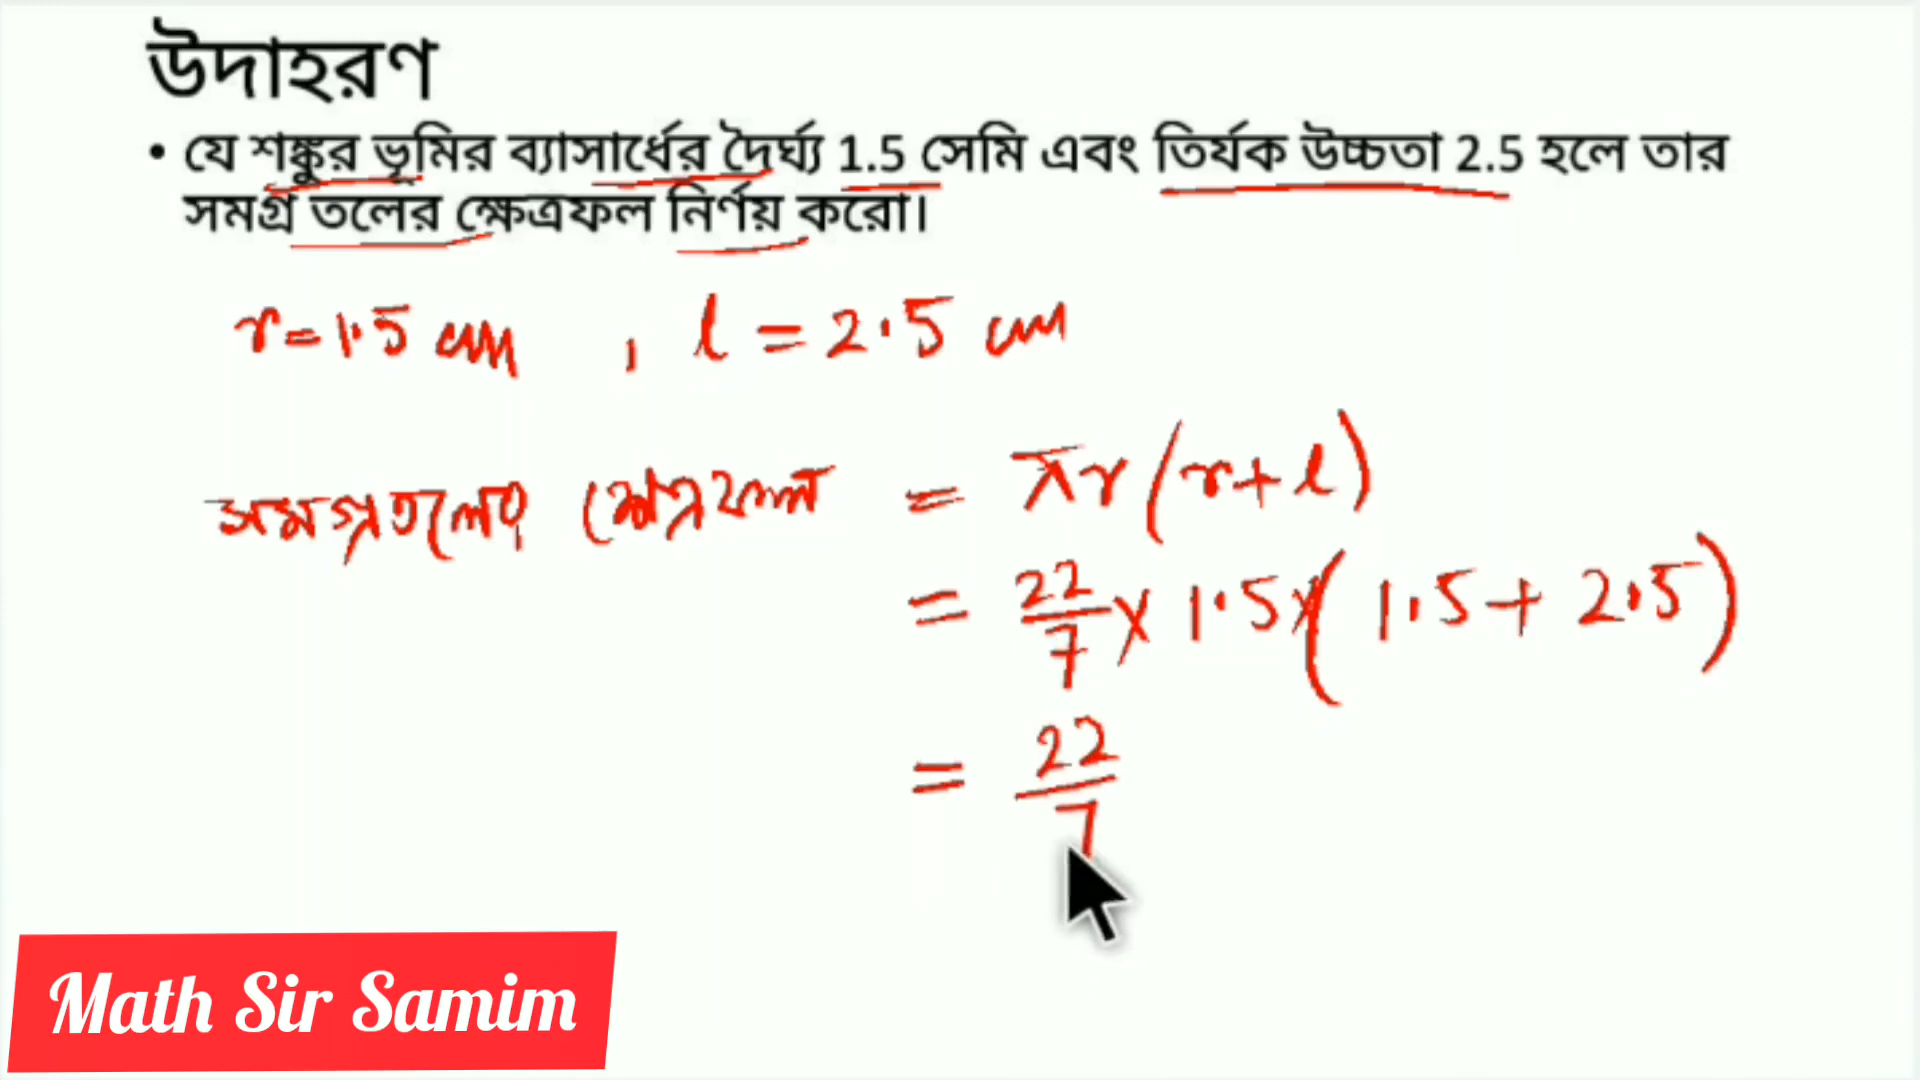 উদাহরণ
• যে শঙ্কুর ভূমির ব্যাসার্ধের দৈর্ঘ্য 1.5 সেমি এবং তির্যক উচ্চতা 2.5 হলে তার
সমগ্র তলের ক্ষেত্রফল নির্ণয় করো।
r = 1.5 cm , l = 2.5 cm
সমগ্রতলের ক্ষেত্রফল = πr(r+l)
= 22/7 × 1.5 × (1.5 + 2.5)
= 22/7
Math Sir Samim